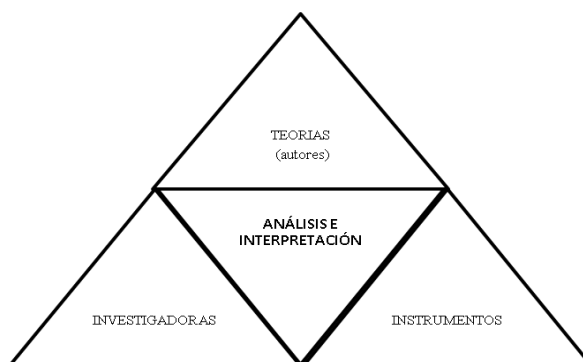 TEORIAS
(autores)
ANÁLISIS E
INTERPRETACIÓN
INVESTIGADORAS
INSTRUMENTOS